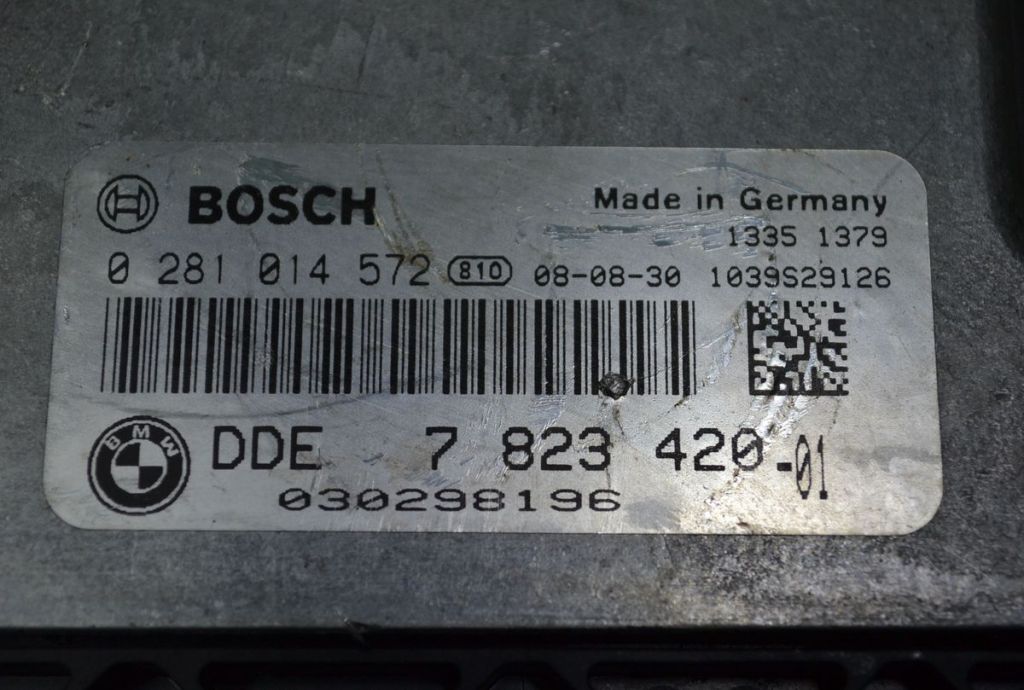 BOSCH Made in Germany
1335 1379
0 281 014 572 810 08-08-30 1039S29126
BMW DDE 7 823 420-01
030298196